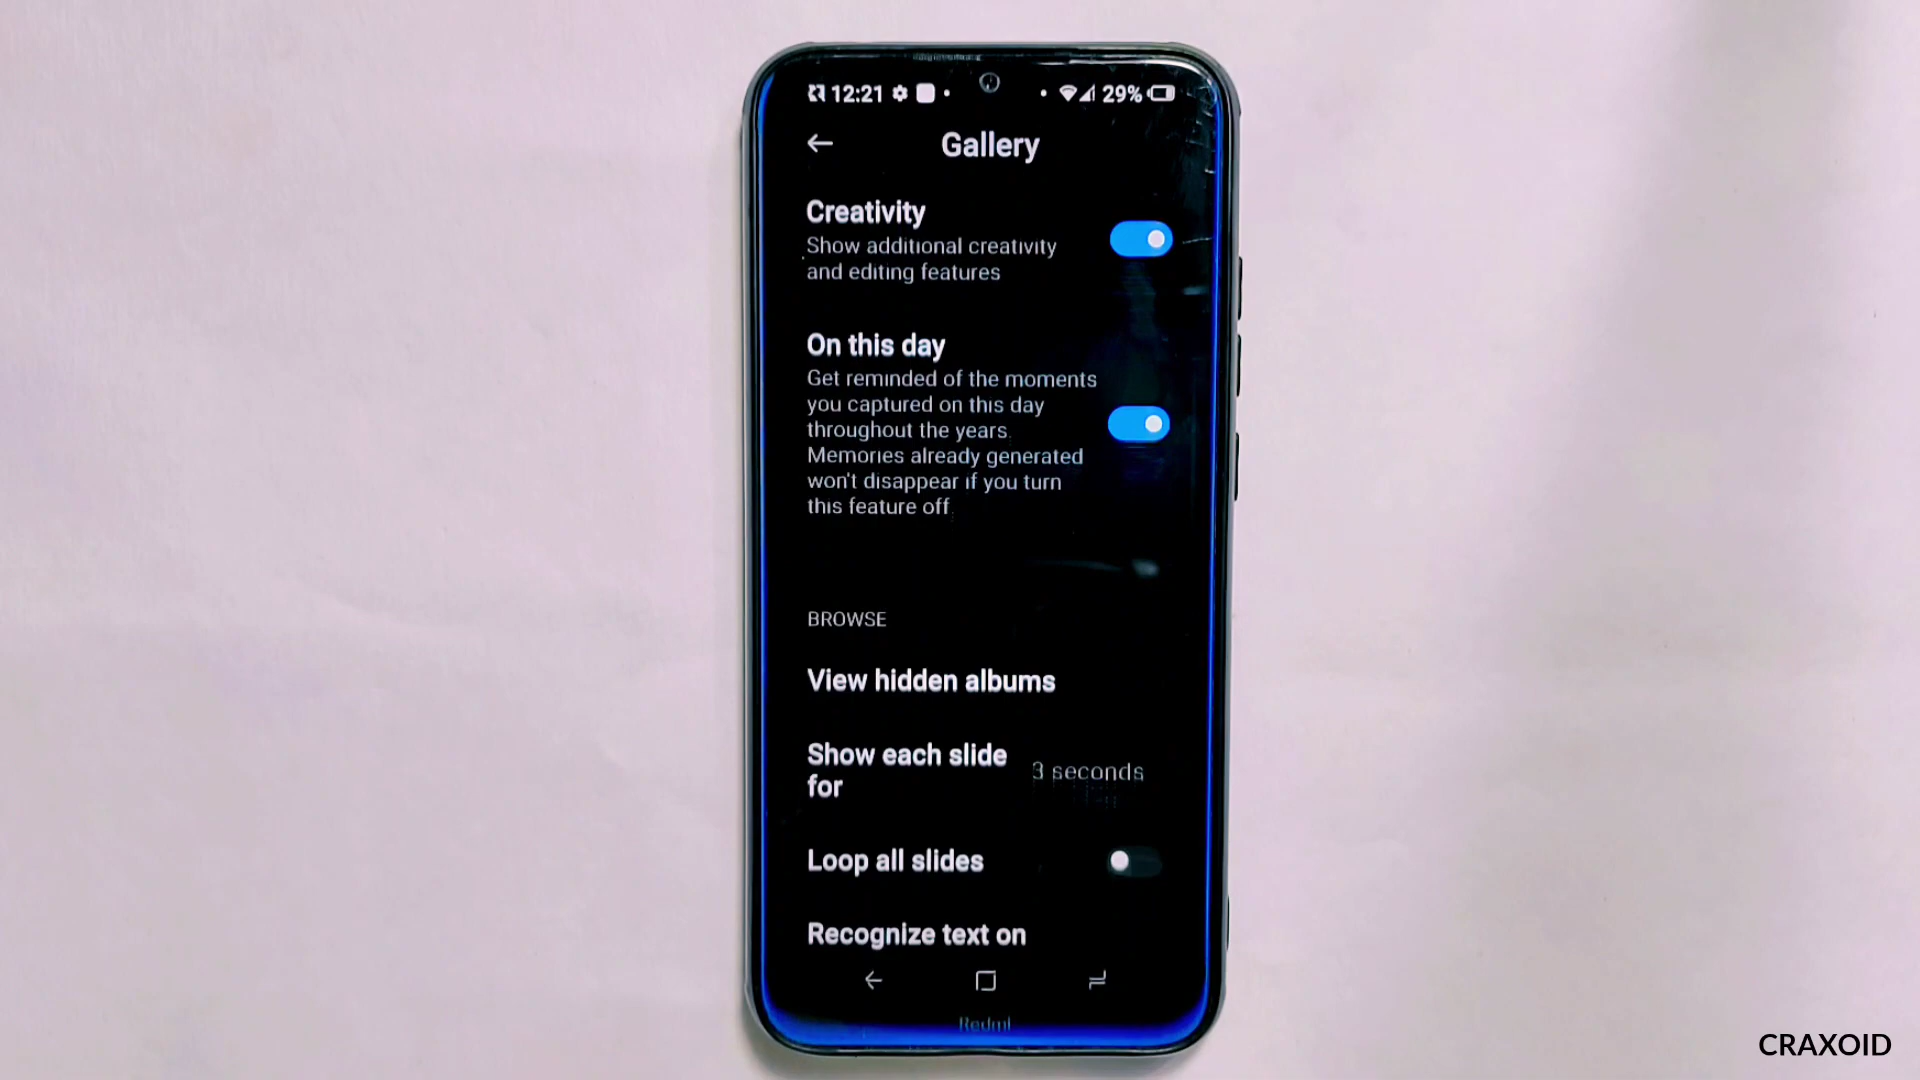 12:21
29%
Gallery
Creativity
Show additional creativity
and editing features
On this day
Get reminded of the moments
you captured on this day
throughout the years.
Memories already generated
won't disappear if you turn
this feature off.
BROWSE
View hidden albums
Show each slide
for
3 seconds
Loop all slides
Recognize text on
Redmi
CRAXOID